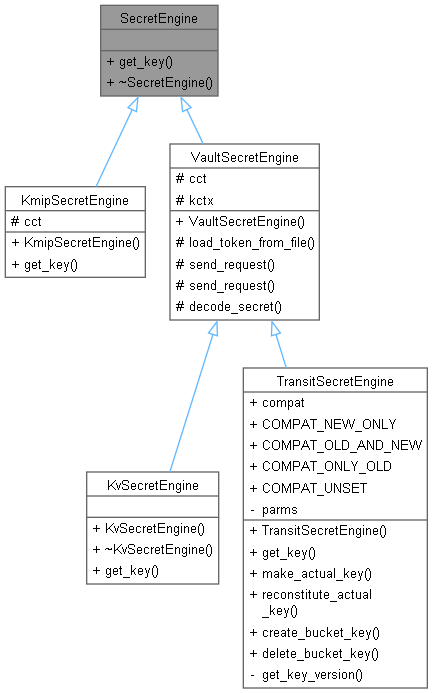 SecretEngine
+ get_key()
+ ~SecretEngine()
VaultSecretEngine
# cct
# kctx
+ VaultSecretEngine()
# load_token_from_file()
# send_request()
# send_request()
# decode_secret()
KmipSecretEngine
# cct
+ KmipSecretEngine()
+ get_key()
TransitSecretEngine
+ compat
+ COMPAT_NEW_ONLY
+ COMPAT_OLD_AND_NEW
+ COMPAT_ONLY_OLD
+ COMPAT_UNSET
- parms
+ TransitSecretEngine()
+ get_key()
+ make_actual_key()
+ reconstitute_actual
_key()
+ create_bucket_key()
+ delete_bucket_key()
- get_key_version()
KvSecretEngine
+ KvSecretEngine()
+ ~KvSecretEngine()
+ get_key()